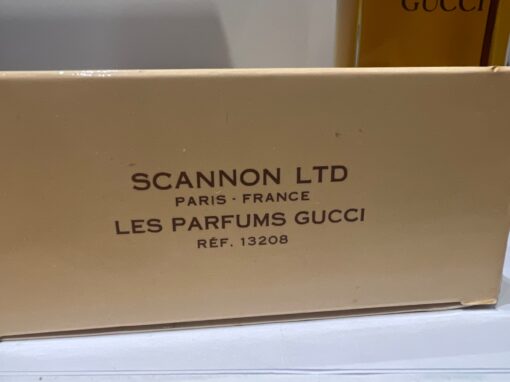 GUCCI
SCANNON LTD
PARIS · FRANCE
LES PARFUMS GUCCI
RÉF. 13208